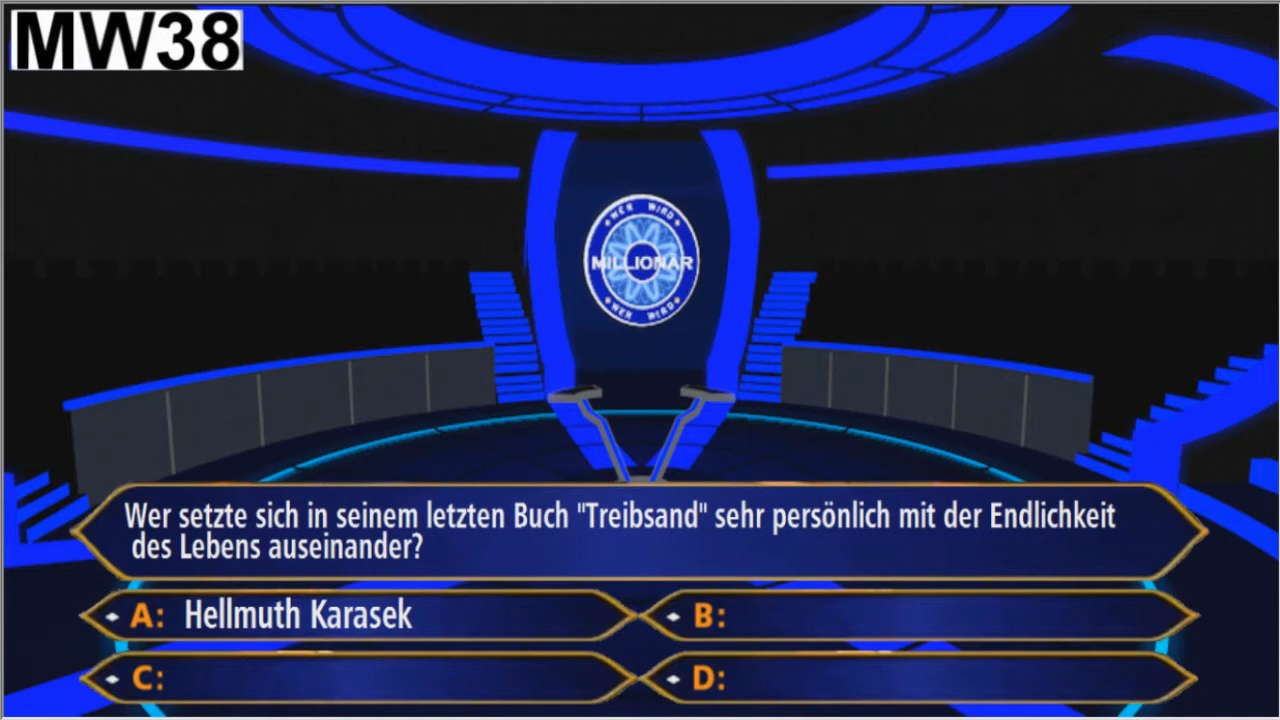 MW38
WER WIRD
MILLIONÄR
WER WIRD
Wer setzte sich in seinem letzten Buch "Treibsand" sehr persönlich mit der Endlichkeit
des Lebens auseinander?
A: Hellmuth Karasek
B:
C:
D: